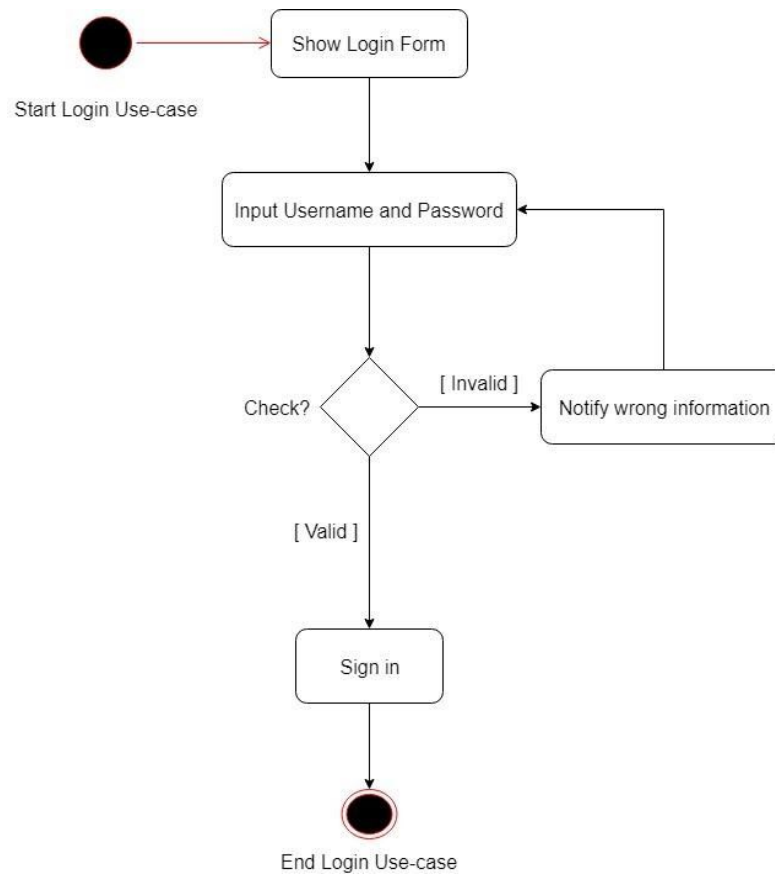 Show Login Form
Start Login Use-case
Input Username and Password
[ Invalid ]
Check?
Notify wrong information
[ Valid ]
Sign in
End Login Use-case